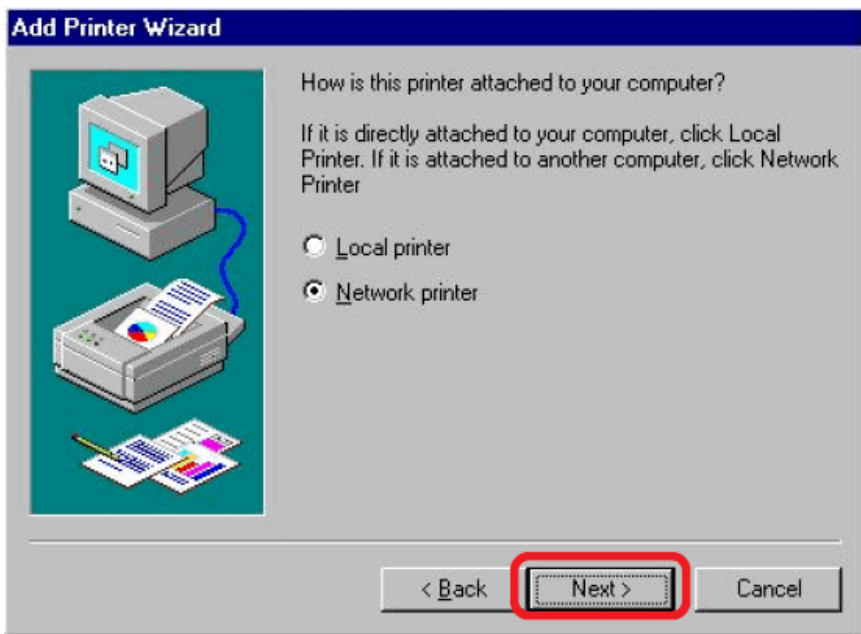 Add Printer Wizard
How is this printer attached to your computer?
If it is directly attached to your computer, click Local
Printer. If it is attached to another computer, click Network
Printer
Local printer
Network printer
< Back
Next >
Cancel